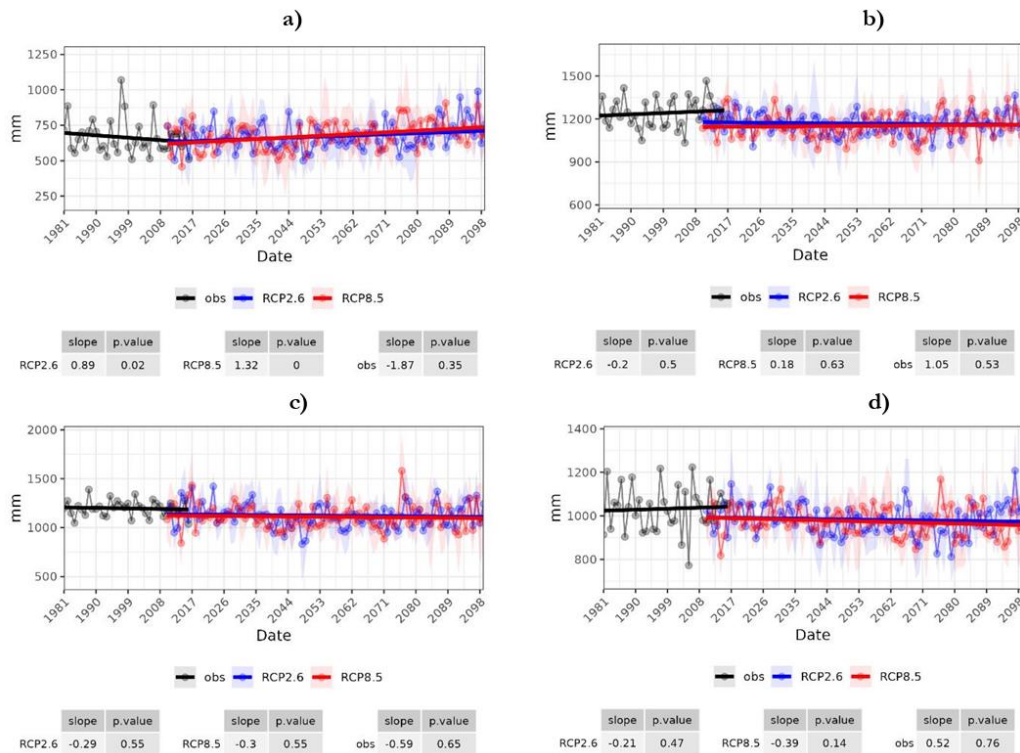 a)
1250
1000
750
500
250
mm
1981 1990 1999 2008 2017 2026 2035 2044 2053 2062 2071 2080 2089 2098
Date
obs RCP2.6 RCP8.5
slope p.value slope p.value slope p.value
RCP2.6 0.89 0.02 RCP8.5 1.32 0 obs -1.87 0.35
b)
1500
1200
900
600
mm
1981 1990 1999 2008 2017 2026 2035 2044 2053 2062 2071 2080 2089 2098
Date
obs RCP2.6 RCP8.5
slope p.value slope p.value slope p.value
RCP2.6 -0.2 0.5 RCP8.5 0.18 0.63 obs 1.05 0.53
c)
2000
1500
1000
500
mm
1981 1990 1999 2008 2017 2026 2035 2044 2053 2062 2071 2080 2089 2098
Date
obs RCP2.6 RCP8.5
slope p.value slope p.value slope p.value
RCP2.6 -0.29 0.55 RCP8.5 -0.3 0.55 obs -0.59 0.65
d)
1400
1200
1000
800
mm
1981 1990 1999 2008 2017 2026 2035 2044 2053 2062 2071 2080 2089 2098
Date
obs RCP2.6 RCP8.5
slope p.value slope p.value slope p.value
RCP2.6 -0.21 0.47 RCP8.5 -0.39 0.14 obs 0.52 0.76